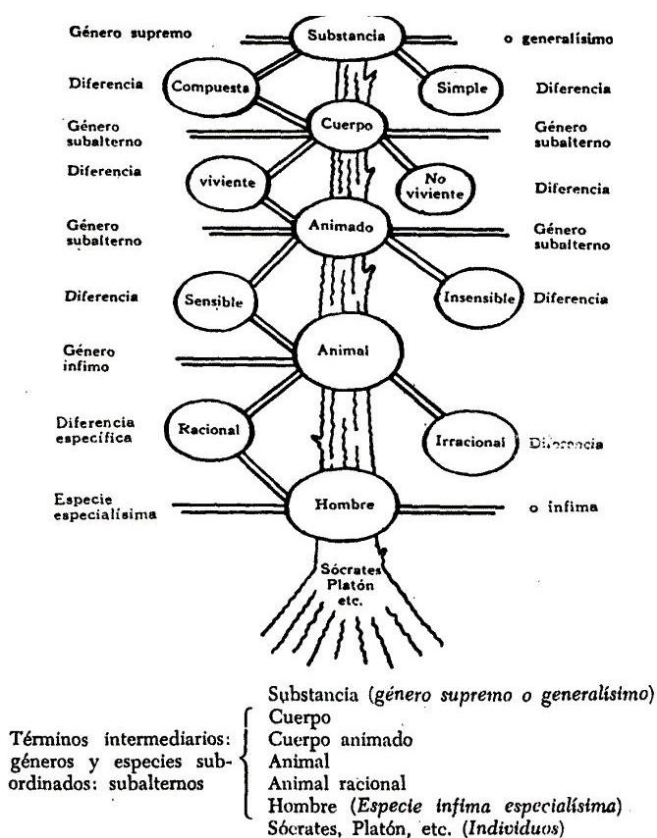 Género supremo
Substancia
o generalísimo
Diferencia
Compuesta
Simple
Diferencia
Género
subalterno
Cuerpo
Género
subalterno
Diferencia
viviente
No
viviente
Diferencia
Género
subalterno
Animado
Género
subalterno
Diferencia
Sensible
Insensible
Diferencia
Género
ínfimo
Animal
Diferencia
específica
Racional
Irracional
Diferencia
Especie
especialísima
Hombre
o ínfima
Sócrates
Platón
etc.
Substancia (género supremo o generalísimo)
Términos intermediarios:
géneros y especies sub-
ordinados: subalternos
Cuerpo
Cuerpo animado
Animal
Animal racional
Hombre (Especie ínfima especialísima)
Sócrates, Platón, etc. (Individuos)